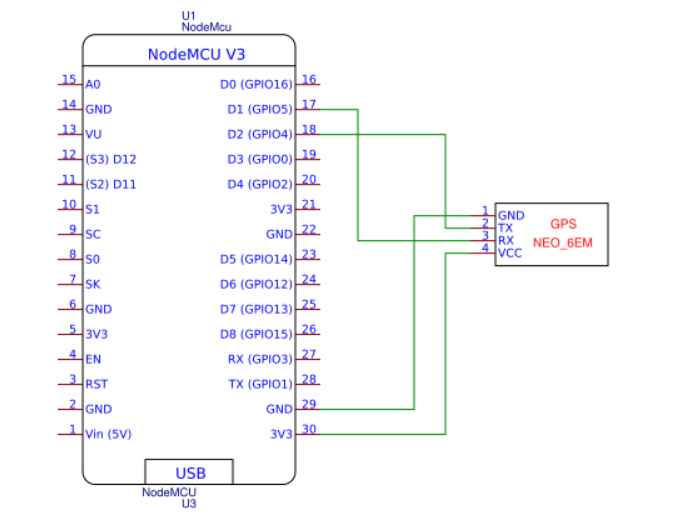 U1
NodeMcu
NodeMCU V3
15 A0 D0 (GPIO16) 16
14 GND D1 (GPIO5) 17
13 VU D2 (GPIO4) 18
12 (S3) D12 D3 (GPIO0) 19
11 (S2) D11 D4 (GPIO2) 20
10 S1 3V3 21
9 SC GND 22
8 S0 D5 (GPIO14) 23
7 SK D6 (GPIO12) 24
6 GND D7 (GPIO13) 25
5 3V3 D8 (GPIO15) 26
4 EN RX (GPIO3) 27
3 RST TX (GPIO1) 28
2 GND GND 29
1 Vin (5V) 3V3 30
USB
NodeMCU
U3
1 GND
2 TX
3 RX
4 VCC
GPS
NEO_6EM